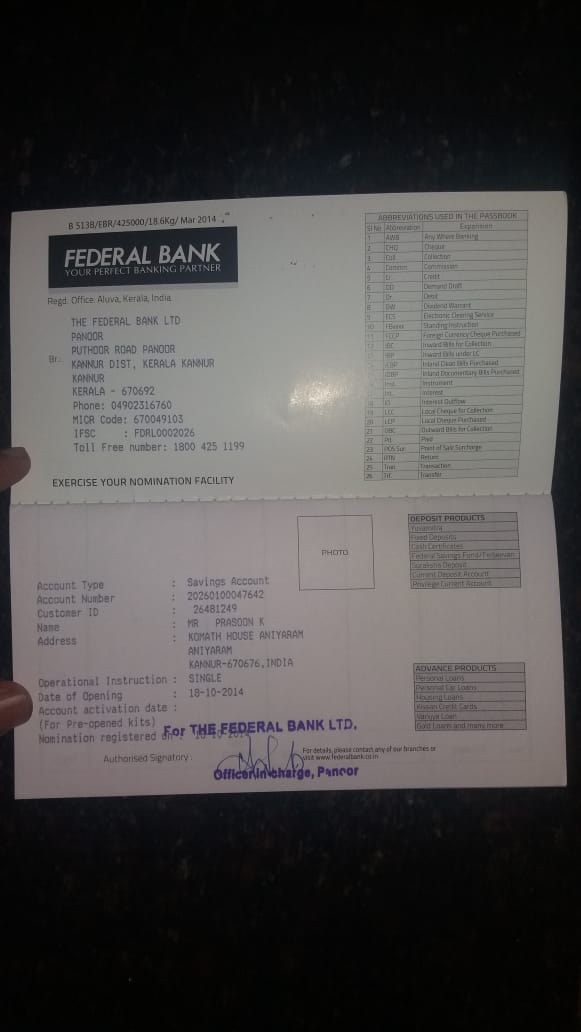 B 513B/EBR/425000/18.6Kg/ Mar 2014
FEDERAL BANK
YOUR PERFECT BANKING PARTNER
Regd. Office: Aluva, Kerala, India
Br.:
THE FEDERAL BANK LTD
PANOOR
PUTHOOR ROAD PANOOR
KANNUR DIST, KERALA KANNUR
KANNUR
KERALA - 670692
Phone: 04902316760
MICR Code: 670049103
IFSC : FDRL0002026
Toll Free number: 1800 425 1199
EXERCISE YOUR NOMINATION FACILITY
ABBREVIATIONS USED IN THE PASSBOOK
Sl No. Abbreviation Expansion
1 AWB Any Where Banking
2 CHQ Cheque
3 Coll Collection
4 Commn Commission
5 Cr Credit
6 DD Demand Draft
7 Dr Debit
8 DW Dividend Warrant
9 ECS Electronic Clearing Service
10 Standing Instruction
11 FCCP Foreign Currency Cheque Purchased
12 IBC Inward Bills for Collection
IBP Inward Bills under LC
ICBP Inland Clean Bills Purchased
IDBP Inland Documentary Bills Purchased
Inst. Instrument
Int. Interest
18 IO Interest Outflow
19 LCC Local Cheque for Collection
20 LCP Local Cheque Purchased
21 OBC Outward Bills for Collection
22 Pd. Paid
23 POS Sur Point of Sale Surcharge
24 RTN Return
25 Tran Transaction
26 Trf. Transfer
PHOTO
DEPOSIT PRODUCTS
Yuvamitra
Fixed Deposits
Cash Certificates
Federal Savings Fund/Fedjeevan
Suraksha Deposit
Current Deposit Account
Privilege Current Account
Account Type : Savings Account
Account Number : 20260100047642
Customer ID : 26481249
Name : MR PRASOON K
Address : KOMATH HOUSE ANIYARAM
ANIYARAM
KANNUR-670676,INDIA
Operational Instruction : SINGLE
Date of Opening : 18-10-2014
Account activation date :
(For Pre-opened kits)
Nomination registered on :
For THE FEDERAL BANK LTD.
Authorised Signatory :
Officer in charge, Panoor
For details, please contact any of our branches or
visit www.federalbank.co.in
ADVANCE PRODUCTS
Personal Loans
Personal Car Loans
Housing Loans
Kissan Credit Cards
Vanijya Loan
Gold Loans and many more